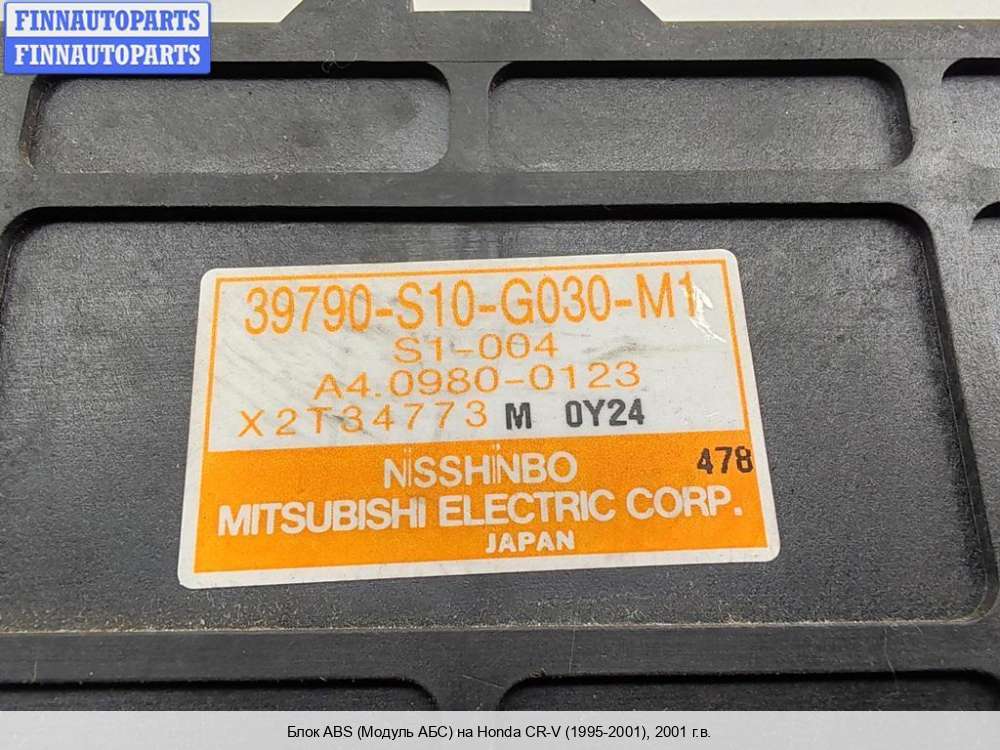 FINNAUTOPARTS
FINNAUTOPARTS
39790-S10-G030-M1
S1-004
A4.0980-0123
X2T34773 M 0Y24
NISSHINBO 478
MITSUBISHI ELECTRIC CORP.
JAPAN
Блок ABS (Модуль АБС) на Honda CR-V (1995-2001), 2001 г.в.